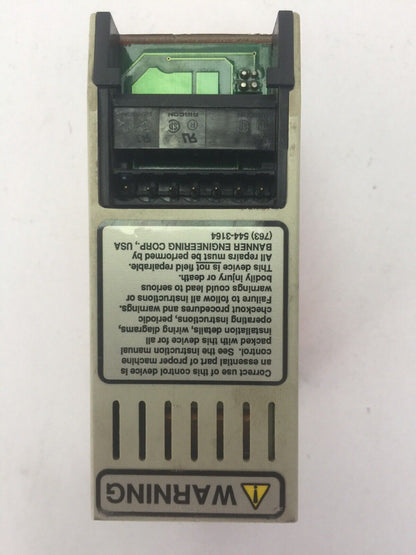 WARNING
Correct use of this control device is
an essential part of proper machine
control. See the instruction manual
packed with this device for all
installation details, wiring diagrams,
operating instructions, periodic
checkout procedures and warnings.
Failure to follow all instructions or
warnings could lead to serious
bodily injury or death.
This device is not field repairable.
All repairs must be performed by
BANNER ENGINEERING CORP., USA
(763) 544-3164
RISCON